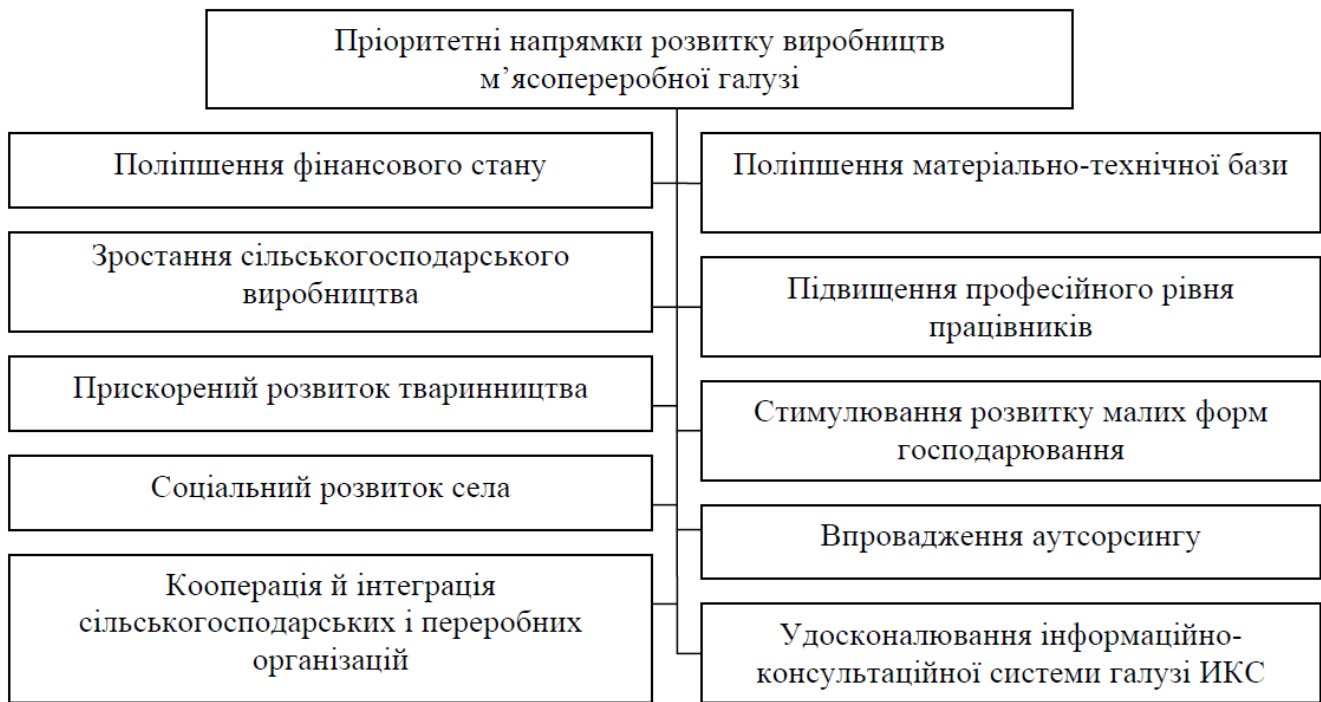 Пріоритетні напрямки розвитку виробництв
м’ясопереробної галузі
Поліпшення фінансового стану
Зростання сільськогосподарського
виробництва
Прискорений розвиток тваринництва
Соціальний розвиток села
Кооперація й інтеграція
сільськогосподарських і переробних
організацій
Поліпшення матеріально-технічної бази
Підвищення професійного рівня
працівників
Стимулювання розвитку малих форм
господарювання
Впровадження аутсорсингу
Удосконалювання інформаційно-
консультаційної системи галузі ИКС